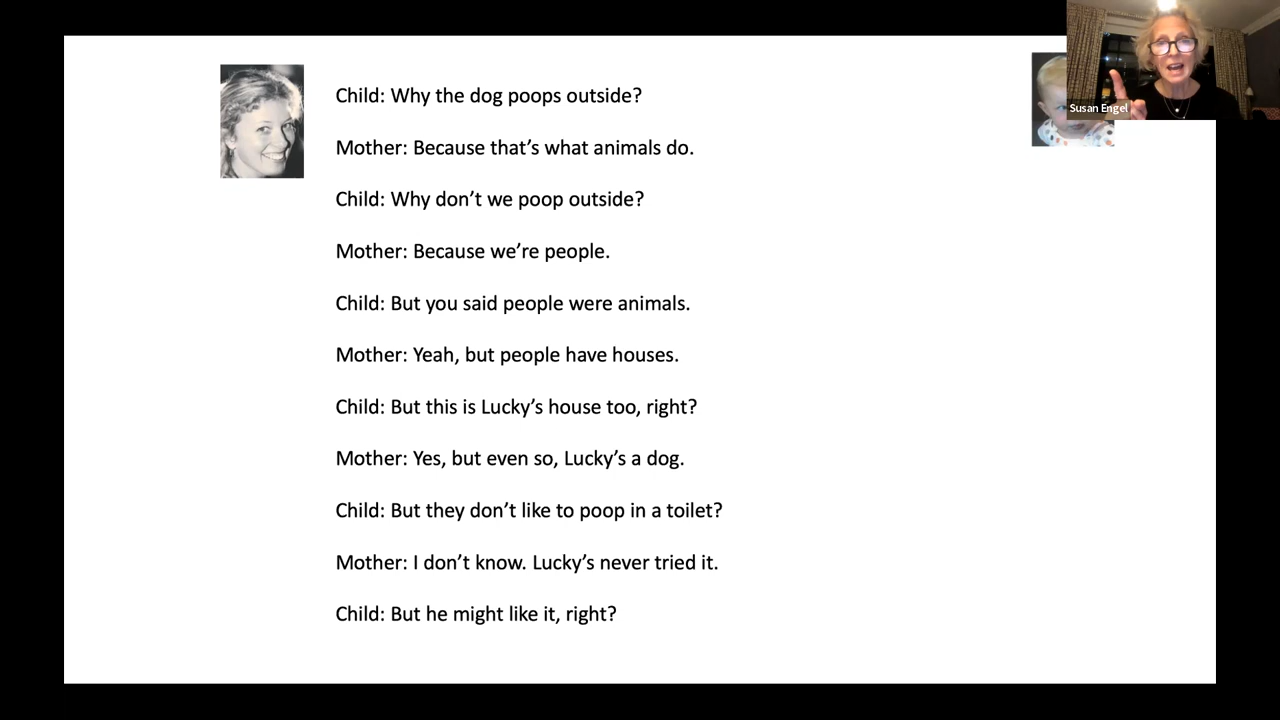 Child: Why the dog poops outside?
Mother: Because that’s what animals do.
Child: Why don’t we poop outside?
Mother: Because we’re people.
Child: But you said people were animals.
Mother: Yeah, but people have houses.
Child: But this is Lucky’s house too, right?
Mother: Yes, but even so, Lucky’s a dog.
Child: But they don’t like to poop in a toilet?
Mother: I don’t know. Lucky’s never tried it.
Child: But he might like it, right?
Susan Engel